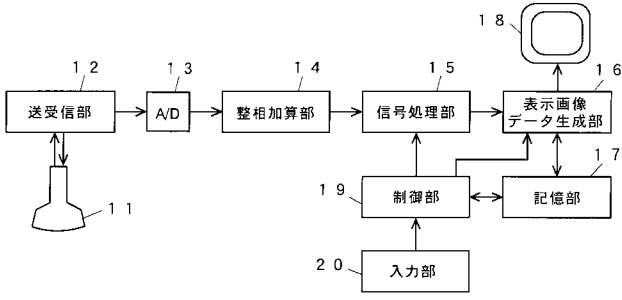 18
12
13
14
15
16
送受信部
A/D
整相加算部
信号処理部
表示画像
データ生成部
17
19
制御部
記憶部
11
20
入力部